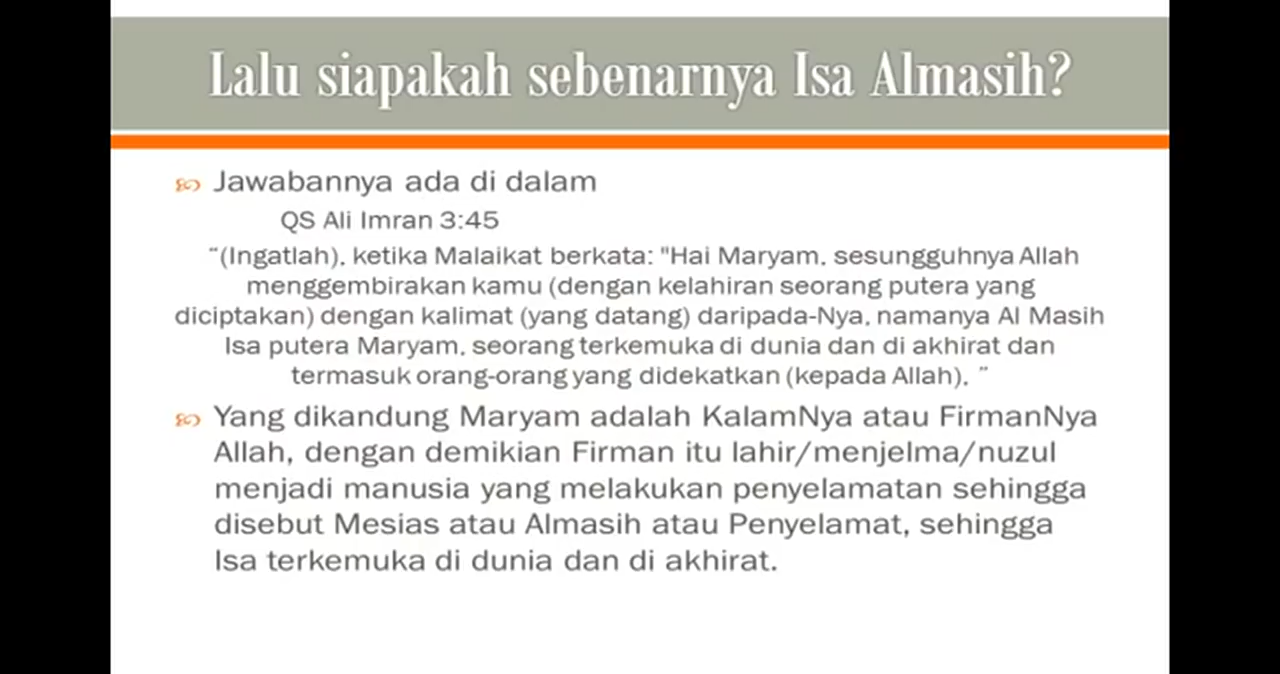 Lalu siapakah sebenarnya Isa Almasih?
Jawabannya ada di dalam
QS Ali Imran 3:45
“(Ingatlah), ketika Malaikat berkata: "Hai Maryam, sesungguhnya Allah
menggembirakan kamu (dengan kelahiran seorang putera yang
diciptakan) dengan kalimat (yang datang) daripada-Nya, namanya Al Masih
Isa putera Maryam, seorang terkemuka di dunia dan di akhirat dan
termasuk orang-orang yang didekatkan (kepada Allah), ”
Yang dikandung Maryam adalah KalamNya atau FirmanNya
Allah, dengan demikian Firman itu lahir/menjelma/nuzul
menjadi manusia yang melakukan penyelamatan sehingga
disebut Mesias atau Almasih atau Penyelamat, sehingga
Isa terkemuka di dunia dan di akhirat.